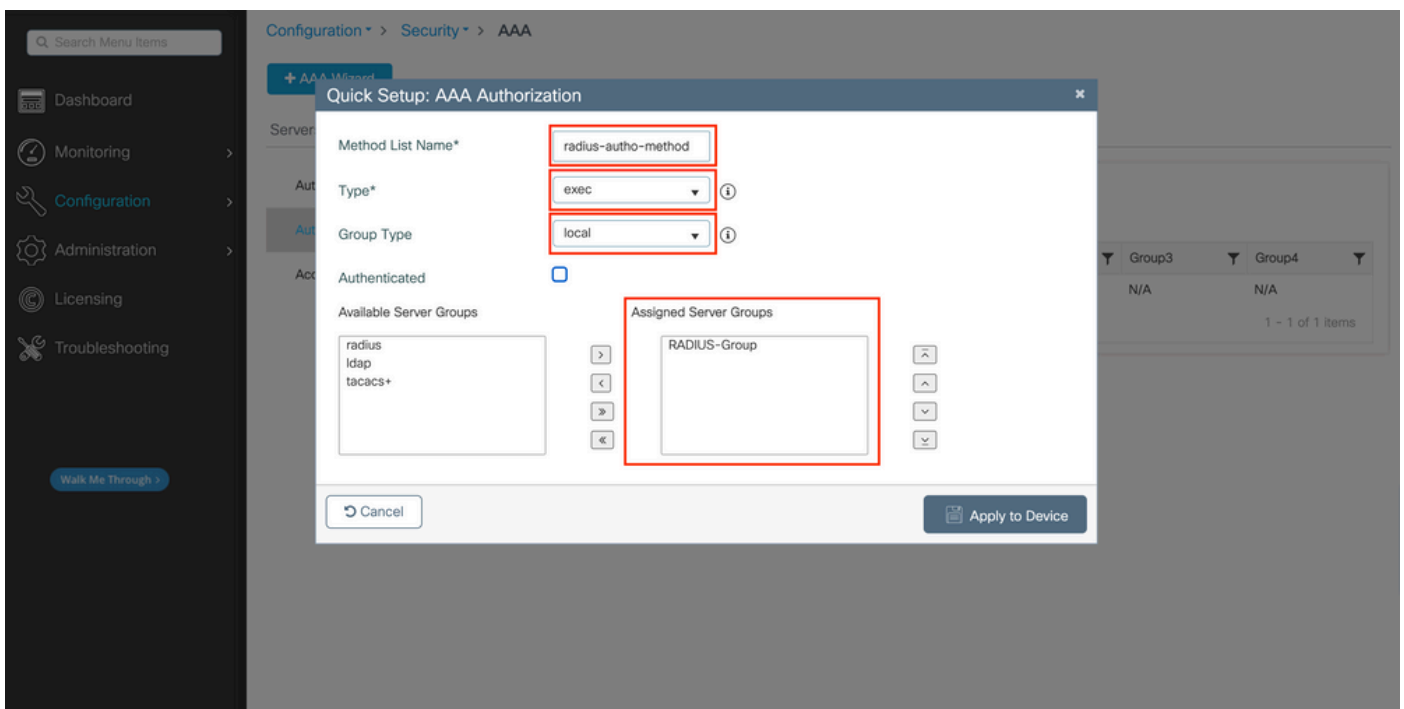 Search Menu Items
Dashboard
Monitoring
Configuration
Administration
Licensing
Troubleshooting
Walk Me Through >
Configuration > Security > AAA
+ AAA Wizard
Server
Aut
Aut
Acc
Quick Setup: AAA Authorization
Method List Name*
radius-autho-method
Type*
exec
Group Type
local
Authenticated
Available Server Groups
Assigned Server Groups
radius
ldap
tacacs+
RADIUS-Group
Cancel
Apply to Device
Group3
Group4
N/A
N/A
1 - 1 of 1 items